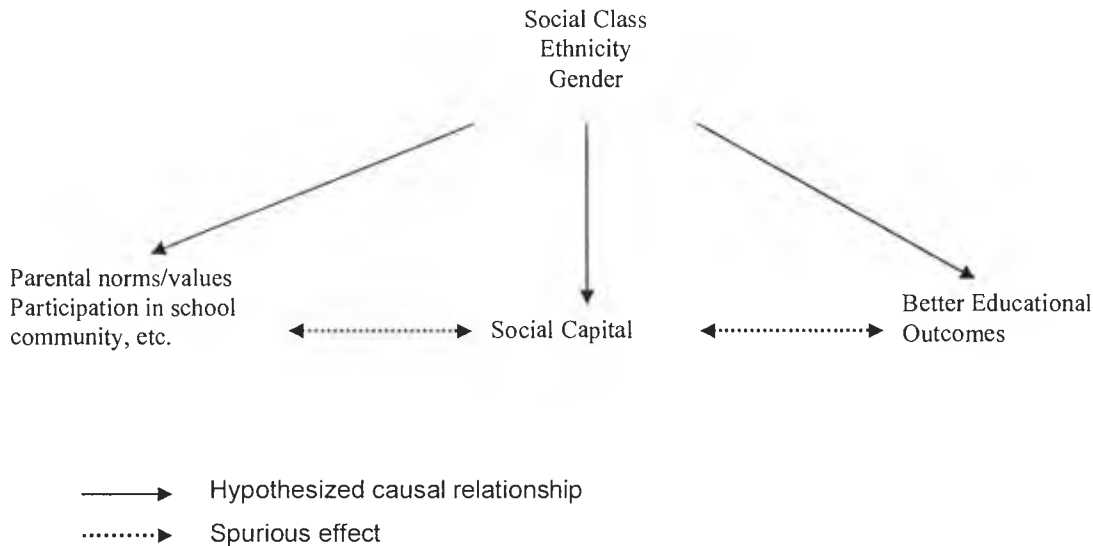 Social Class
Ethnicity
Gender
Parental norms/values
Participation in school
community, etc.
Social Capital
Better Educational
Outcomes
Hypothesized causal relationship
Spurious effect